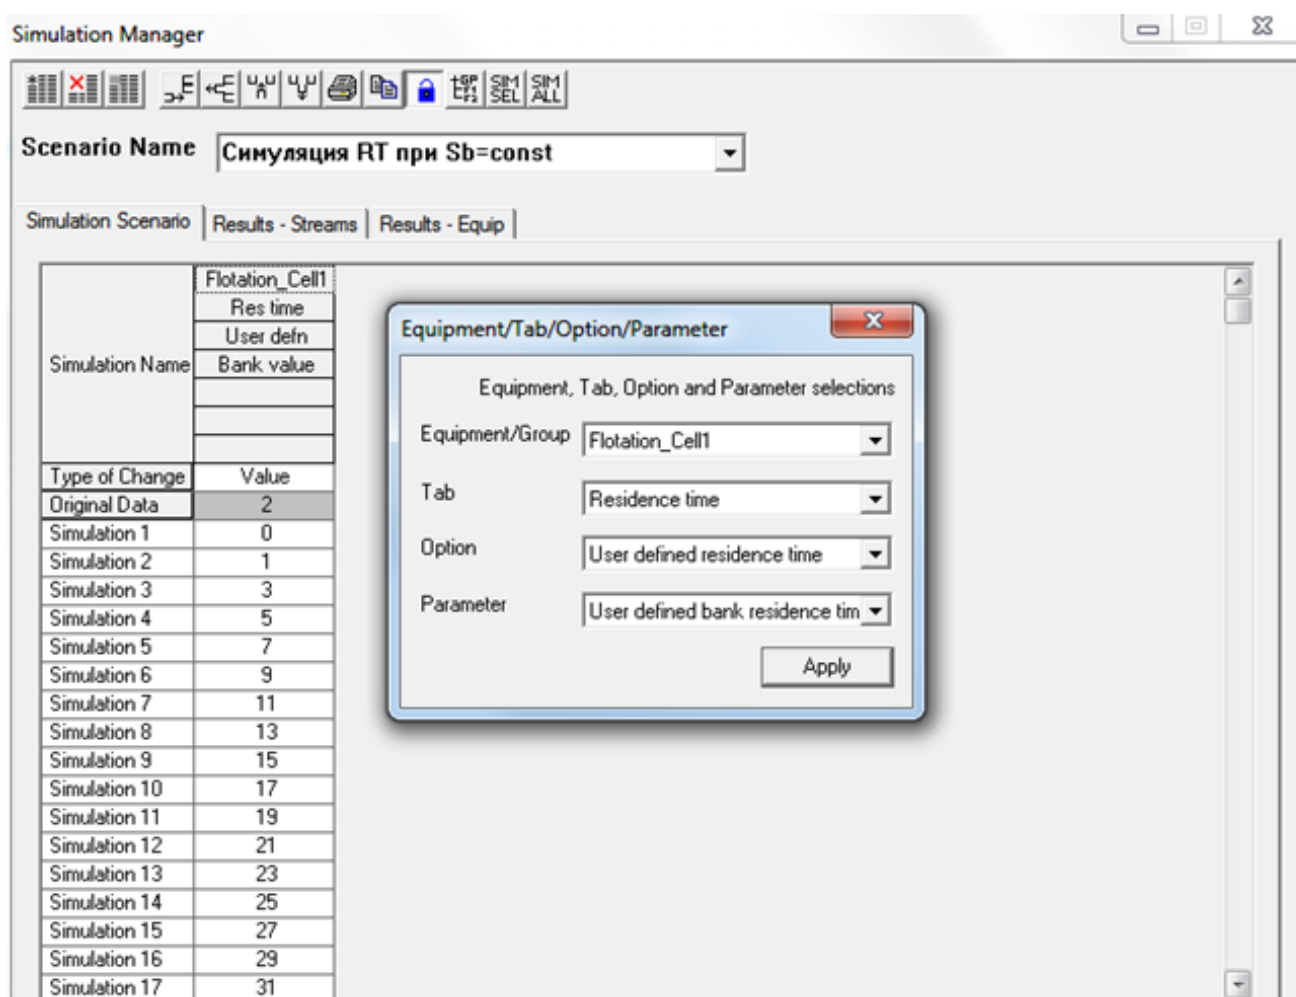 Simulation Manager
SIM SIM
SEL ALL
Scenario Name Симуляция RT при Sb=const
Simulation Scenario Results - Streams Results - Equip
Flotation_Cell1
Res time
User defn
Simulation Name Bank value
Type of Change Value
Original Data 2
Simulation 1 0
Simulation 2 1
Simulation 3 3
Simulation 4 5
Simulation 5 7
Simulation 6 9
Simulation 7 11
Simulation 8 13
Simulation 9 15
Simulation 10 17
Simulation 11 19
Simulation 12 21
Simulation 13 23
Simulation 14 25
Simulation 15 27
Simulation 16 29
Simulation 17 31
Equipment/Tab/Option/Parameter
Equipment, Tab, Option and Parameter selections
Equipment/Group Flotation_Cell1
Tab Residence time
Option User defined residence time
Parameter User defined bank residence tim
Apply